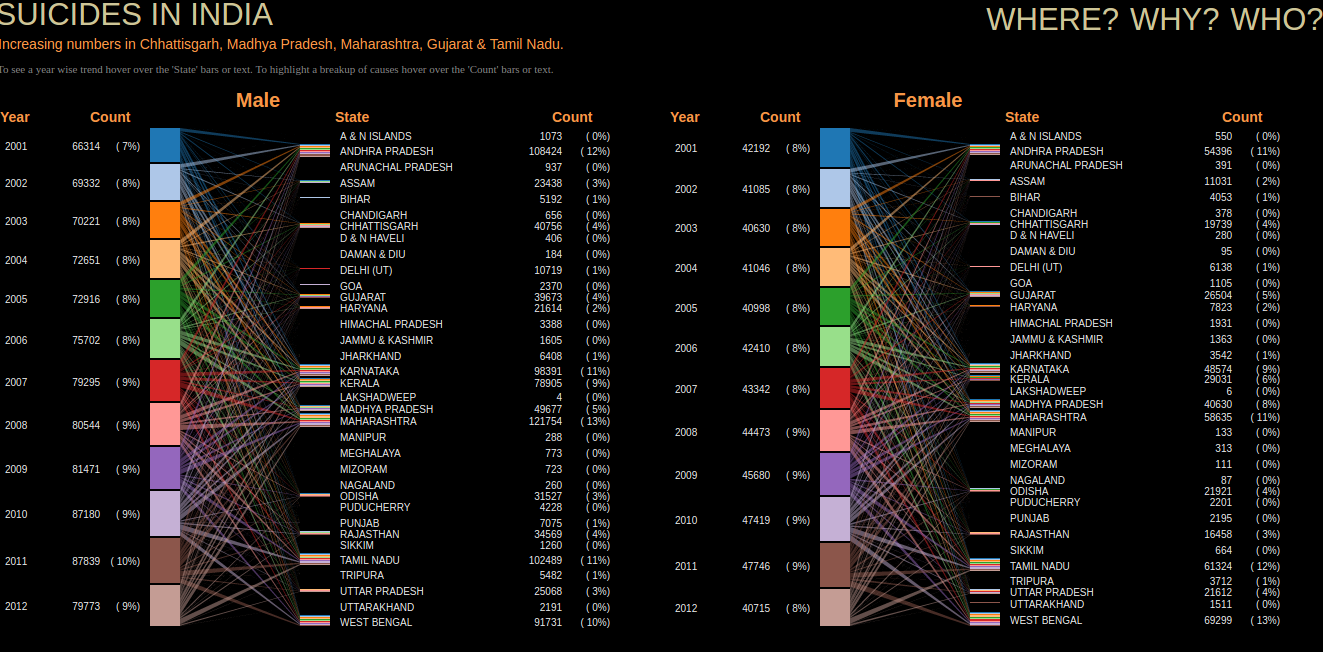 SUICIDES IN INDIA
WHERE? WHY? WHO?
Increasing numbers in Chhattisgarh, Madhya Pradesh, Maharashtra, Gujarat & Tamil Nadu.
To see a year wise trend hover over the 'State' bars or text. To highlight a breakup of causes hover over the 'Count' bars or text.
Male
Year Count State Count
2001 66314 ( 7%)
2002 69332 ( 8%)
2003 70221 ( 8%)
2004 72651 ( 8%)
2005 72916 ( 8%)
2006 75702 ( 8%)
2007 79295 ( 9%)
2008 80544 ( 9%)
2009 81471 ( 9%)
2010 87180 ( 9%)
2011 87839 ( 10%)
2012 79773 ( 9%)
A & N ISLANDS 1073 ( 0%)
ANDHRA PRADESH 108424 ( 12%)
ARUNACHAL PRADESH 937 ( 0%)
ASSAM 23438 ( 3%)
BIHAR 5192 ( 1%)
CHANDIGARH 656 ( 0%)
CHHATTISGARH 40756 ( 4%)
D & N HAVELI 406 ( 0%)
DAMAN & DIU 184 ( 0%)
DELHI (UT) 10719 ( 1%)
GOA 2370 ( 0%)
GUJARAT 39673 ( 4%)
HARYANA 21614 ( 2%)
HIMACHAL PRADESH 3388 ( 0%)
JAMMU & KASHMIR 1605 ( 0%)
JHARKHAND 6408 ( 1%)
KARNATAKA 98391 ( 11%)
KERALA 78905 ( 9%)
LAKSHADWEEP 4 ( 0%)
MADHYA PRADESH 49677 ( 5%)
MAHARASHTRA 121754 ( 13%)
MANIPUR 288 ( 0%)
MEGHALAYA 773 ( 0%)
MIZORAM 723 ( 0%)
NAGALAND 260 ( 0%)
ODISHA 31527 ( 3%)
PUDUCHERRY 4228 ( 0%)
PUNJAB 7075 ( 1%)
RAJASTHAN 34569 ( 4%)
SIKKIM 1260 ( 0%)
TAMIL NADU 102489 ( 11%)
TRIPURA 5482 ( 1%)
UTTAR PRADESH 25068 ( 3%)
UTTARAKHAND 2191 ( 0%)
WEST BENGAL 91731 ( 10%)
Female
Year Count State Count
2001 42192 ( 8%)
2002 41085 ( 8%)
2003 40630 ( 8%)
2004 41046 ( 8%)
2005 40998 ( 8%)
2006 42410 ( 8%)
2007 43342 ( 8%)
2008 44473 ( 9%)
2009 45680 ( 9%)
2010 47419 ( 9%)
2011 47746 ( 9%)
2012 40715 ( 8%)
A & N ISLANDS 550 ( 0%)
ANDHRA PRADESH 54396 ( 11%)
ARUNACHAL PRADESH 391 ( 0%)
ASSAM 11031 ( 2%)
BIHAR 4053 ( 1%)
CHANDIGARH 378 ( 0%)
CHHATTISGARH 19739 ( 4%)
D & N HAVELI 280 ( 0%)
DAMAN & DIU 95 ( 0%)
DELHI (UT) 6138 ( 1%)
GOA 1105 ( 0%)
GUJARAT 26504 ( 5%)
HARYANA 7823 ( 2%)
HIMACHAL PRADESH 1931 ( 0%)
JAMMU & KASHMIR 1363 ( 0%)
JHARKHAND 3542 ( 1%)
KARNATAKA 48574 ( 9%)
KERALA 29031 ( 6%)
LAKSHADWEEP 6 ( 0%)
MADHYA PRADESH 40630 ( 8%)
MAHARASHTRA 58635 ( 11%)
MANIPUR 133 ( 0%)
MEGHALAYA 313 ( 0%)
MIZORAM 111 ( 0%)
NAGALAND 87 ( 0%)
ODISHA 21921 ( 4%)
PUDUCHERRY 2201 ( 0%)
PUNJAB 2195 ( 0%)
RAJASTHAN 16458 ( 3%)
SIKKIM 664 ( 0%)
TAMIL NADU 61324 ( 12%)
TRIPURA 3712 ( 1%)
UTTAR PRADESH 21612 ( 4%)
UTTARAKHAND 1511 ( 0%)
WEST BENGAL 69299 ( 13%)